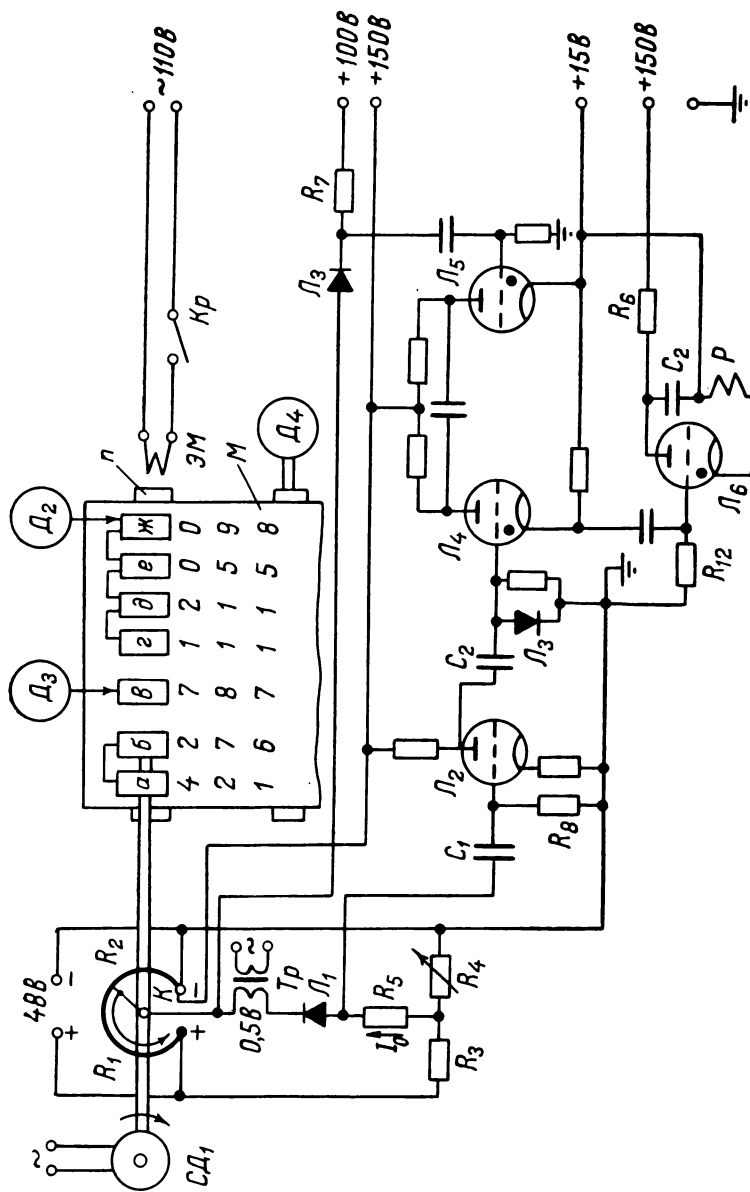 ~
СД₁
48В
+ -
R₁
R₂
К
+ -
0,5В
~
Тр
Л₁
I₀
R₅
R₃
R₄
Д₃
Д₂
а б в г д е ж
4 2 7 1 2 0 0
2 7 8 1 1 5 9
1 6 7 1 1 5 8
п
М
Д₄
ЭМ
Кр
~110В
Л₃
R₇
+100В
+150В
C₁
R₈
Л₂
C₂
Л₃
Л₄
Л₅
+15В
R₁₂
Л₆
C₂
R₆
Р
+150В